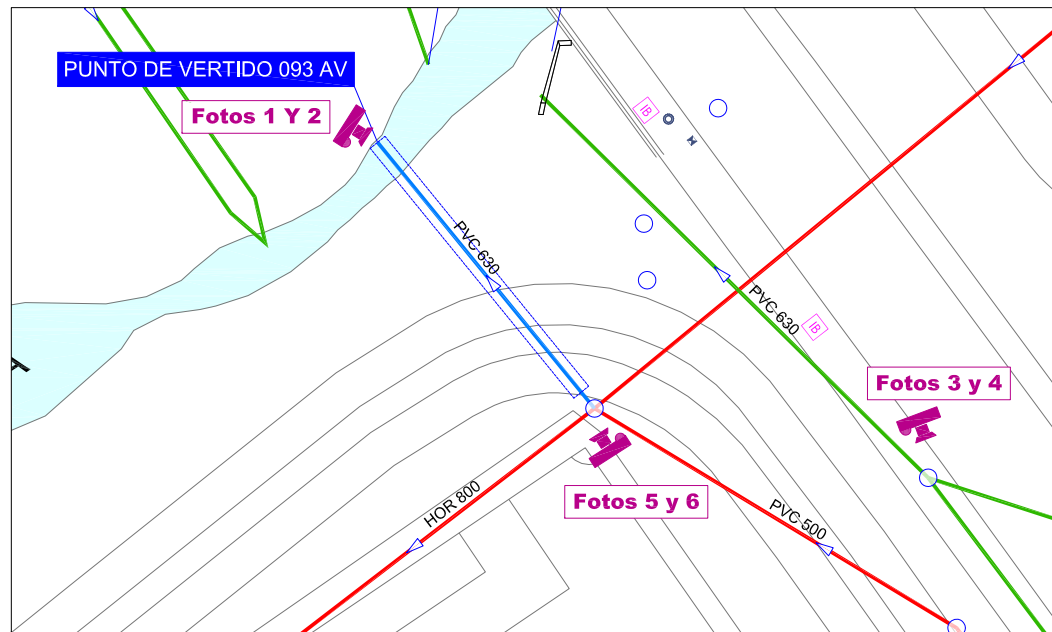 PUNTO DE VERTIDO 093 AV
Fotos 1 Y 2
IB
PVC 630
PVC 630
IB
Fotos 3 y 4
Fotos 5 y 6
HOR 800
PVC 500